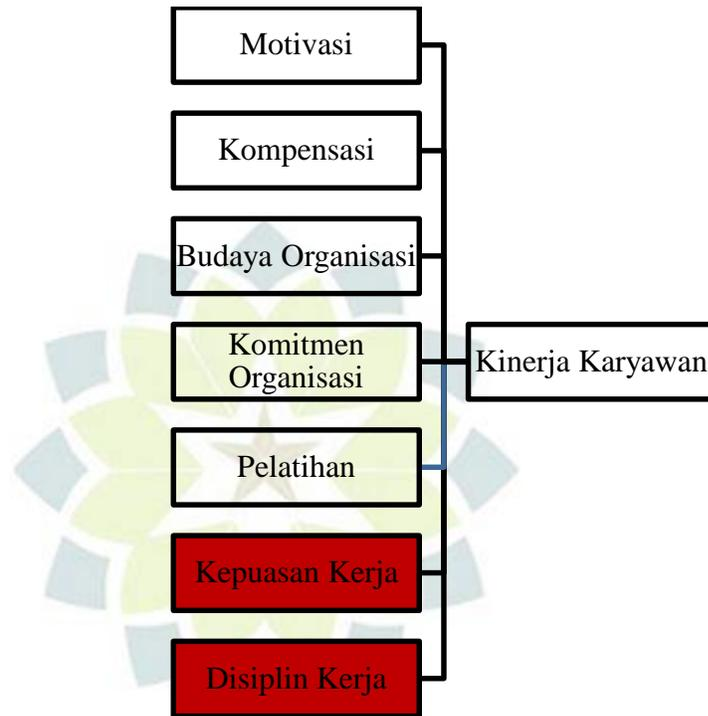 Motivasi
Kompensasi
Budaya Organisasi
Komitmen
Organisasi
Kinerja Karyawan
Pelatihan
Kepuasan Kerja
Disiplin Kerja